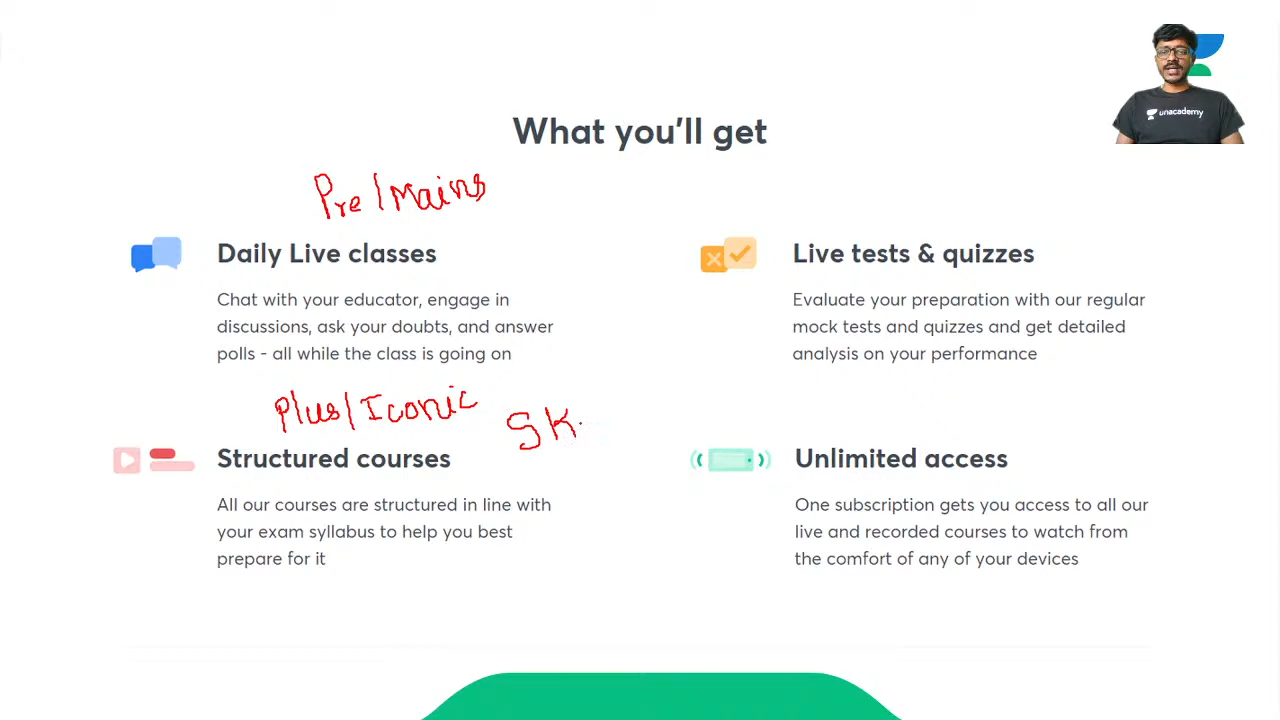 unacademy
What you'll get
Pre/Mains
Daily Live classes
Chat with your educator, engage in
discussions, ask your doubts, and answer
polls - all while the class is going on
Live tests & quizzes
Evaluate your preparation with our regular
mock tests and quizzes and get detailed
analysis on your performance
Plus/Iconic
SK.
Structured courses
All our courses are structured in line with
your exam syllabus to help you best
prepare for it
Unlimited access
One subscription gets you access to all our
live and recorded courses to watch from
the comfort of any of your devices